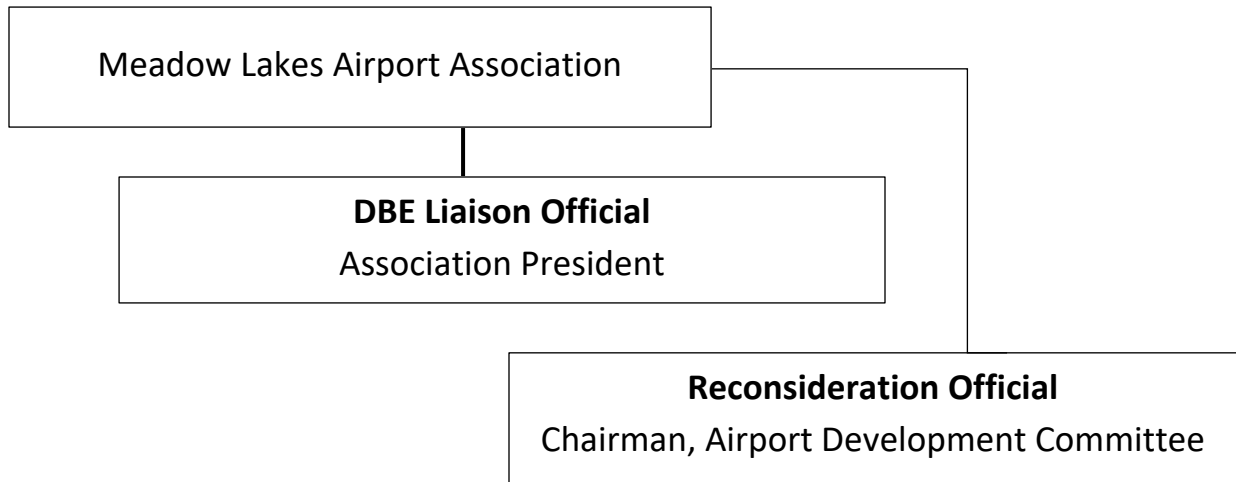 Meadow Lakes Airport Association
DBE Liaison Official
Association President
Reconsideration Official
Chairman, Airport Development Committee